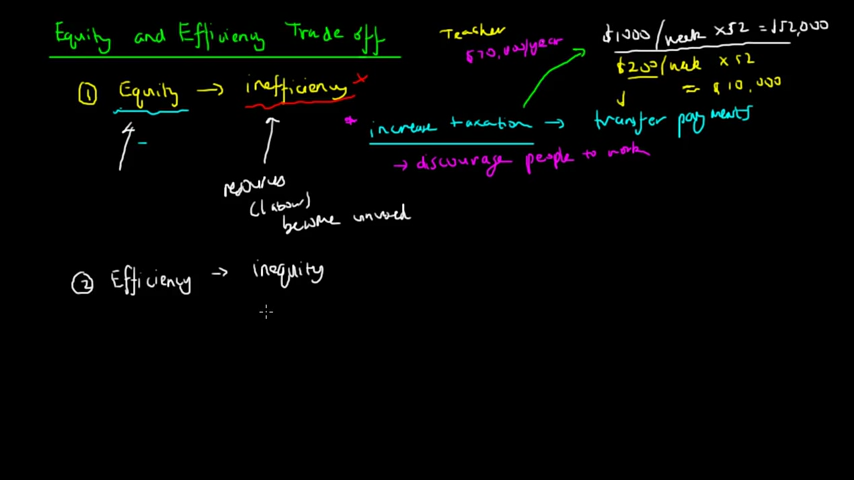 Equity and Efficiency Trade off
① Equity → inefficiency
resources
(labour)
become unused
Teacher
$70,000/year
$1000/week ×52 = $52,000
$200/week ×52
= $10,000
* increase taxation → transfer payments
→ discourage people to work
② Efficiency → inequity